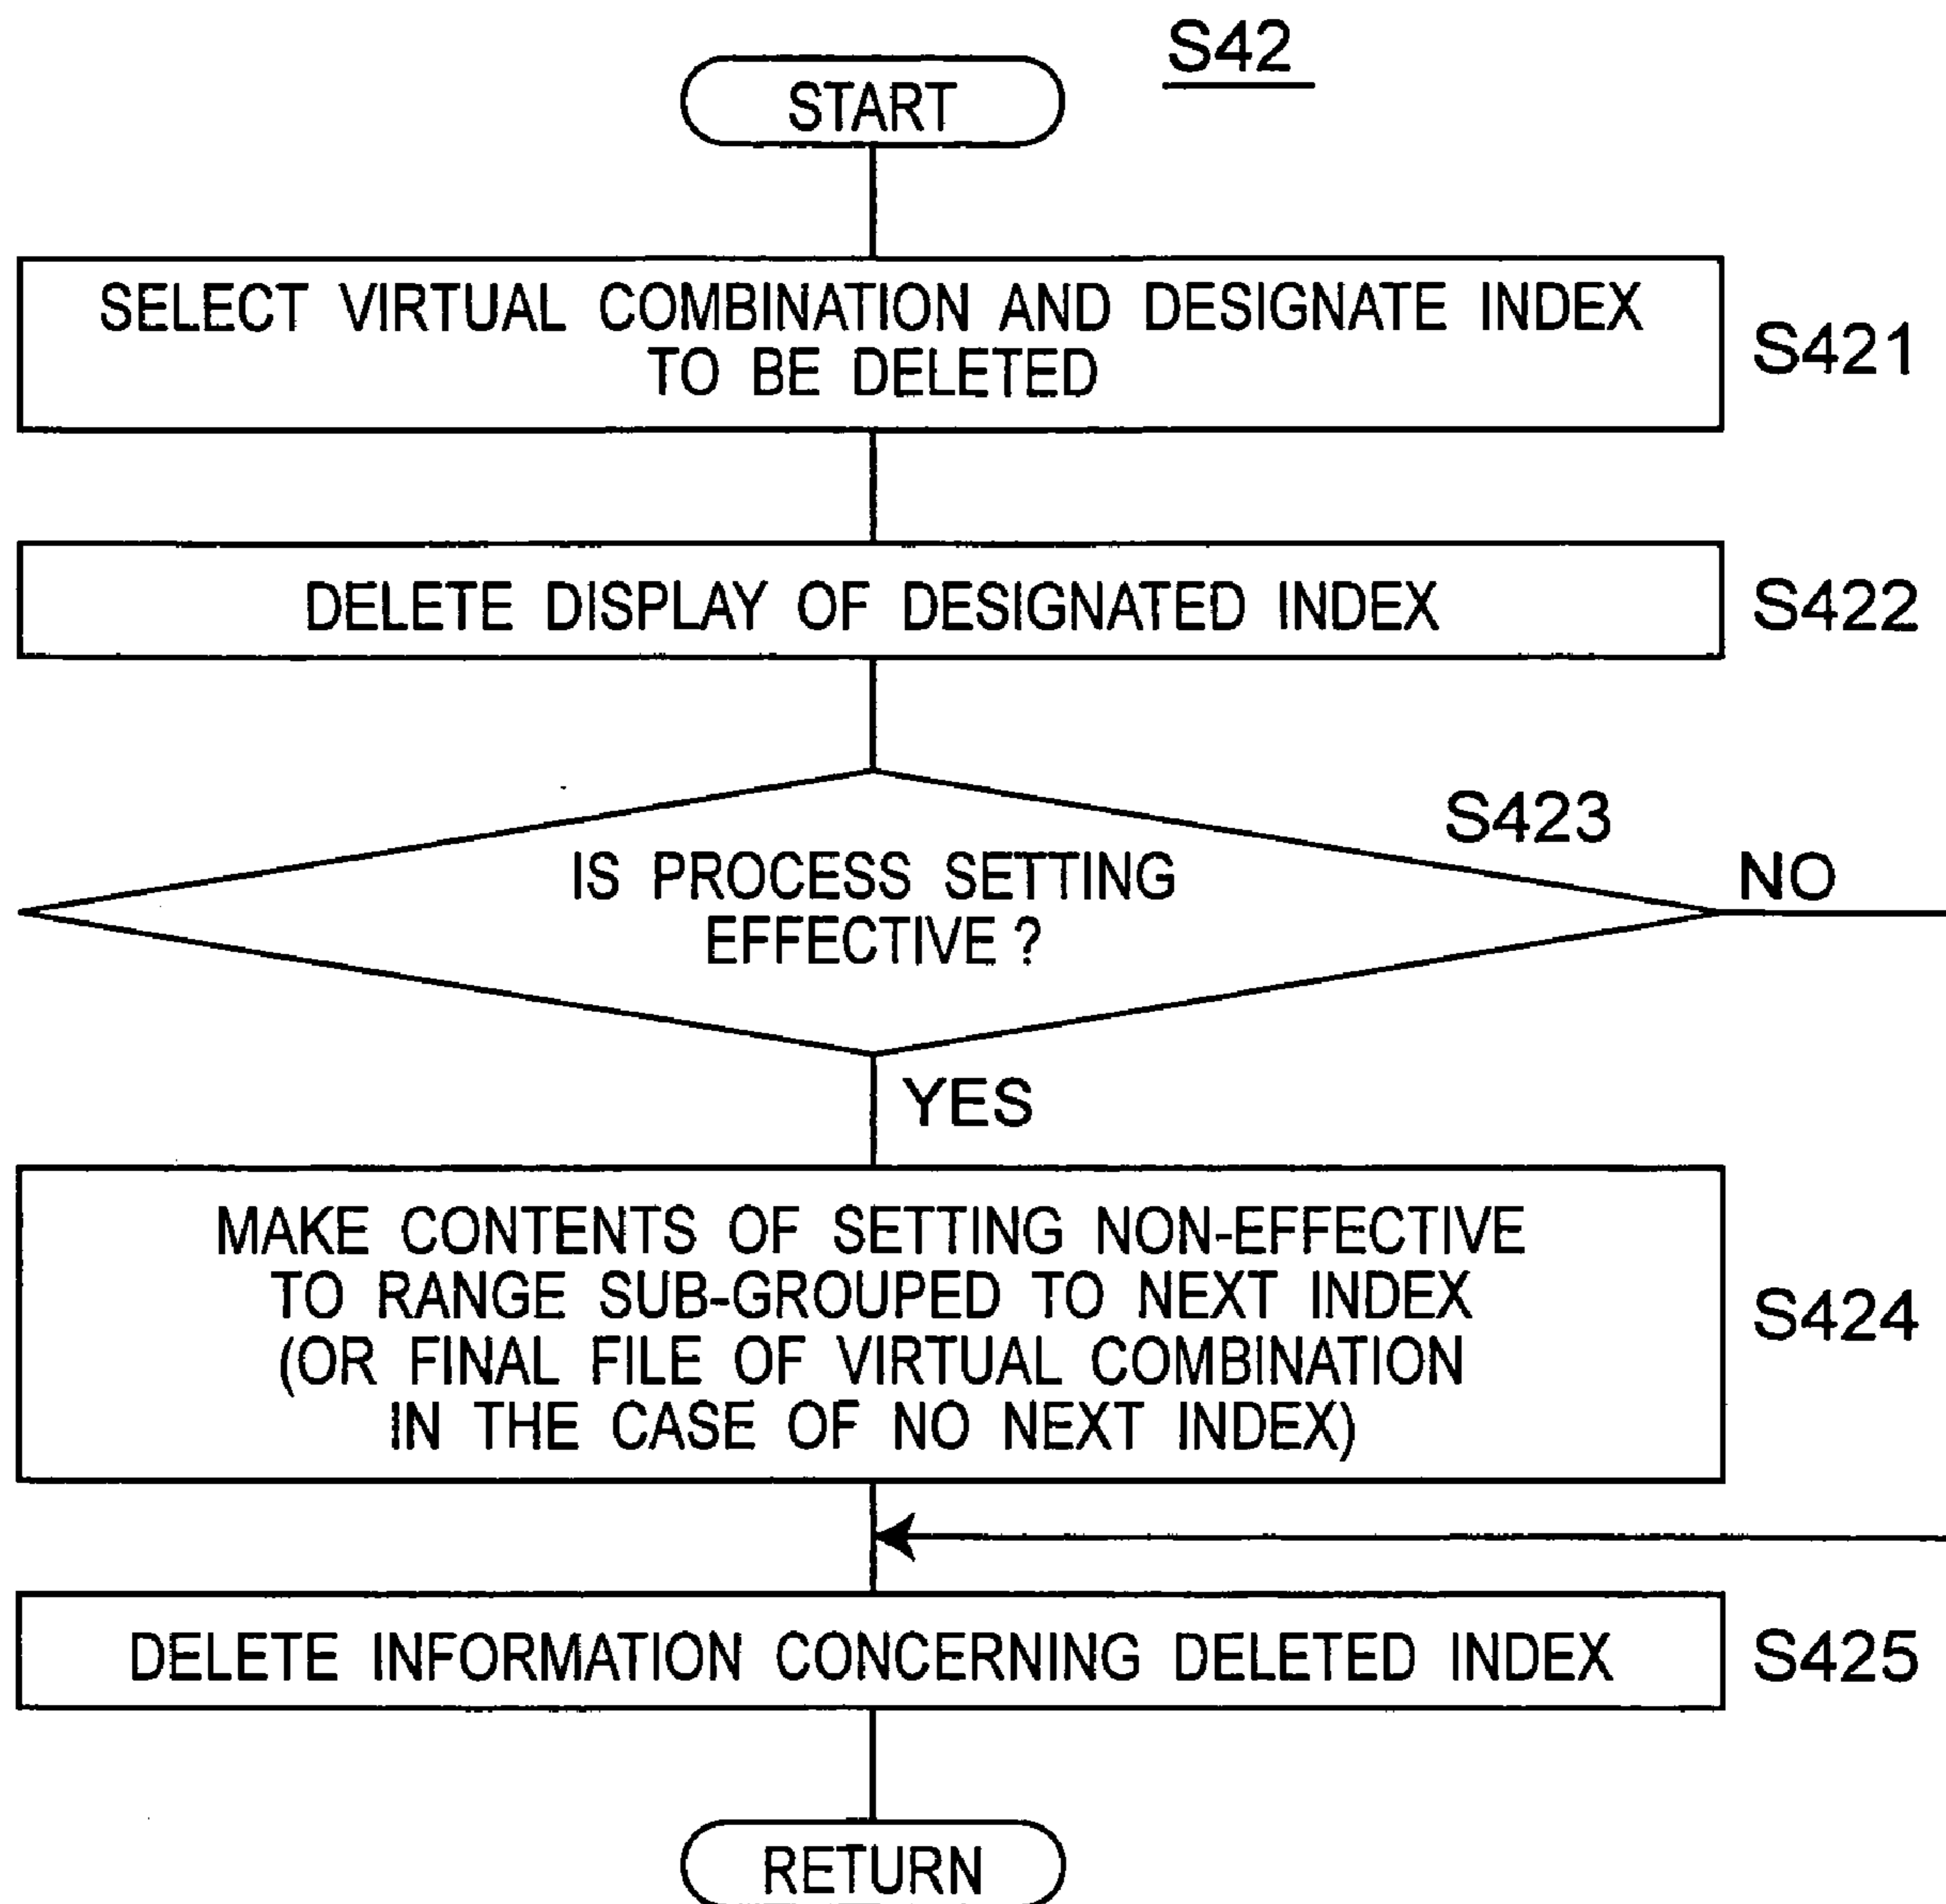 S42
START
SELECT VIRTUAL COMBINATION AND DESIGNATE INDEX
TO BE DELETED
S421
DELETE DISPLAY OF DESIGNATED INDEX
S422
S423
IS PROCESS SETTING
EFFECTIVE ?
NO
YES
MAKE CONTENTS OF SETTING NON-EFFECTIVE
TO RANGE SUB-GROUPED TO NEXT INDEX
(OR FINAL FILE OF VIRTUAL COMBINATION
IN THE CASE OF NO NEXT INDEX)
S424
DELETE INFORMATION CONCERNING DELETED INDEX
S425
RETURN